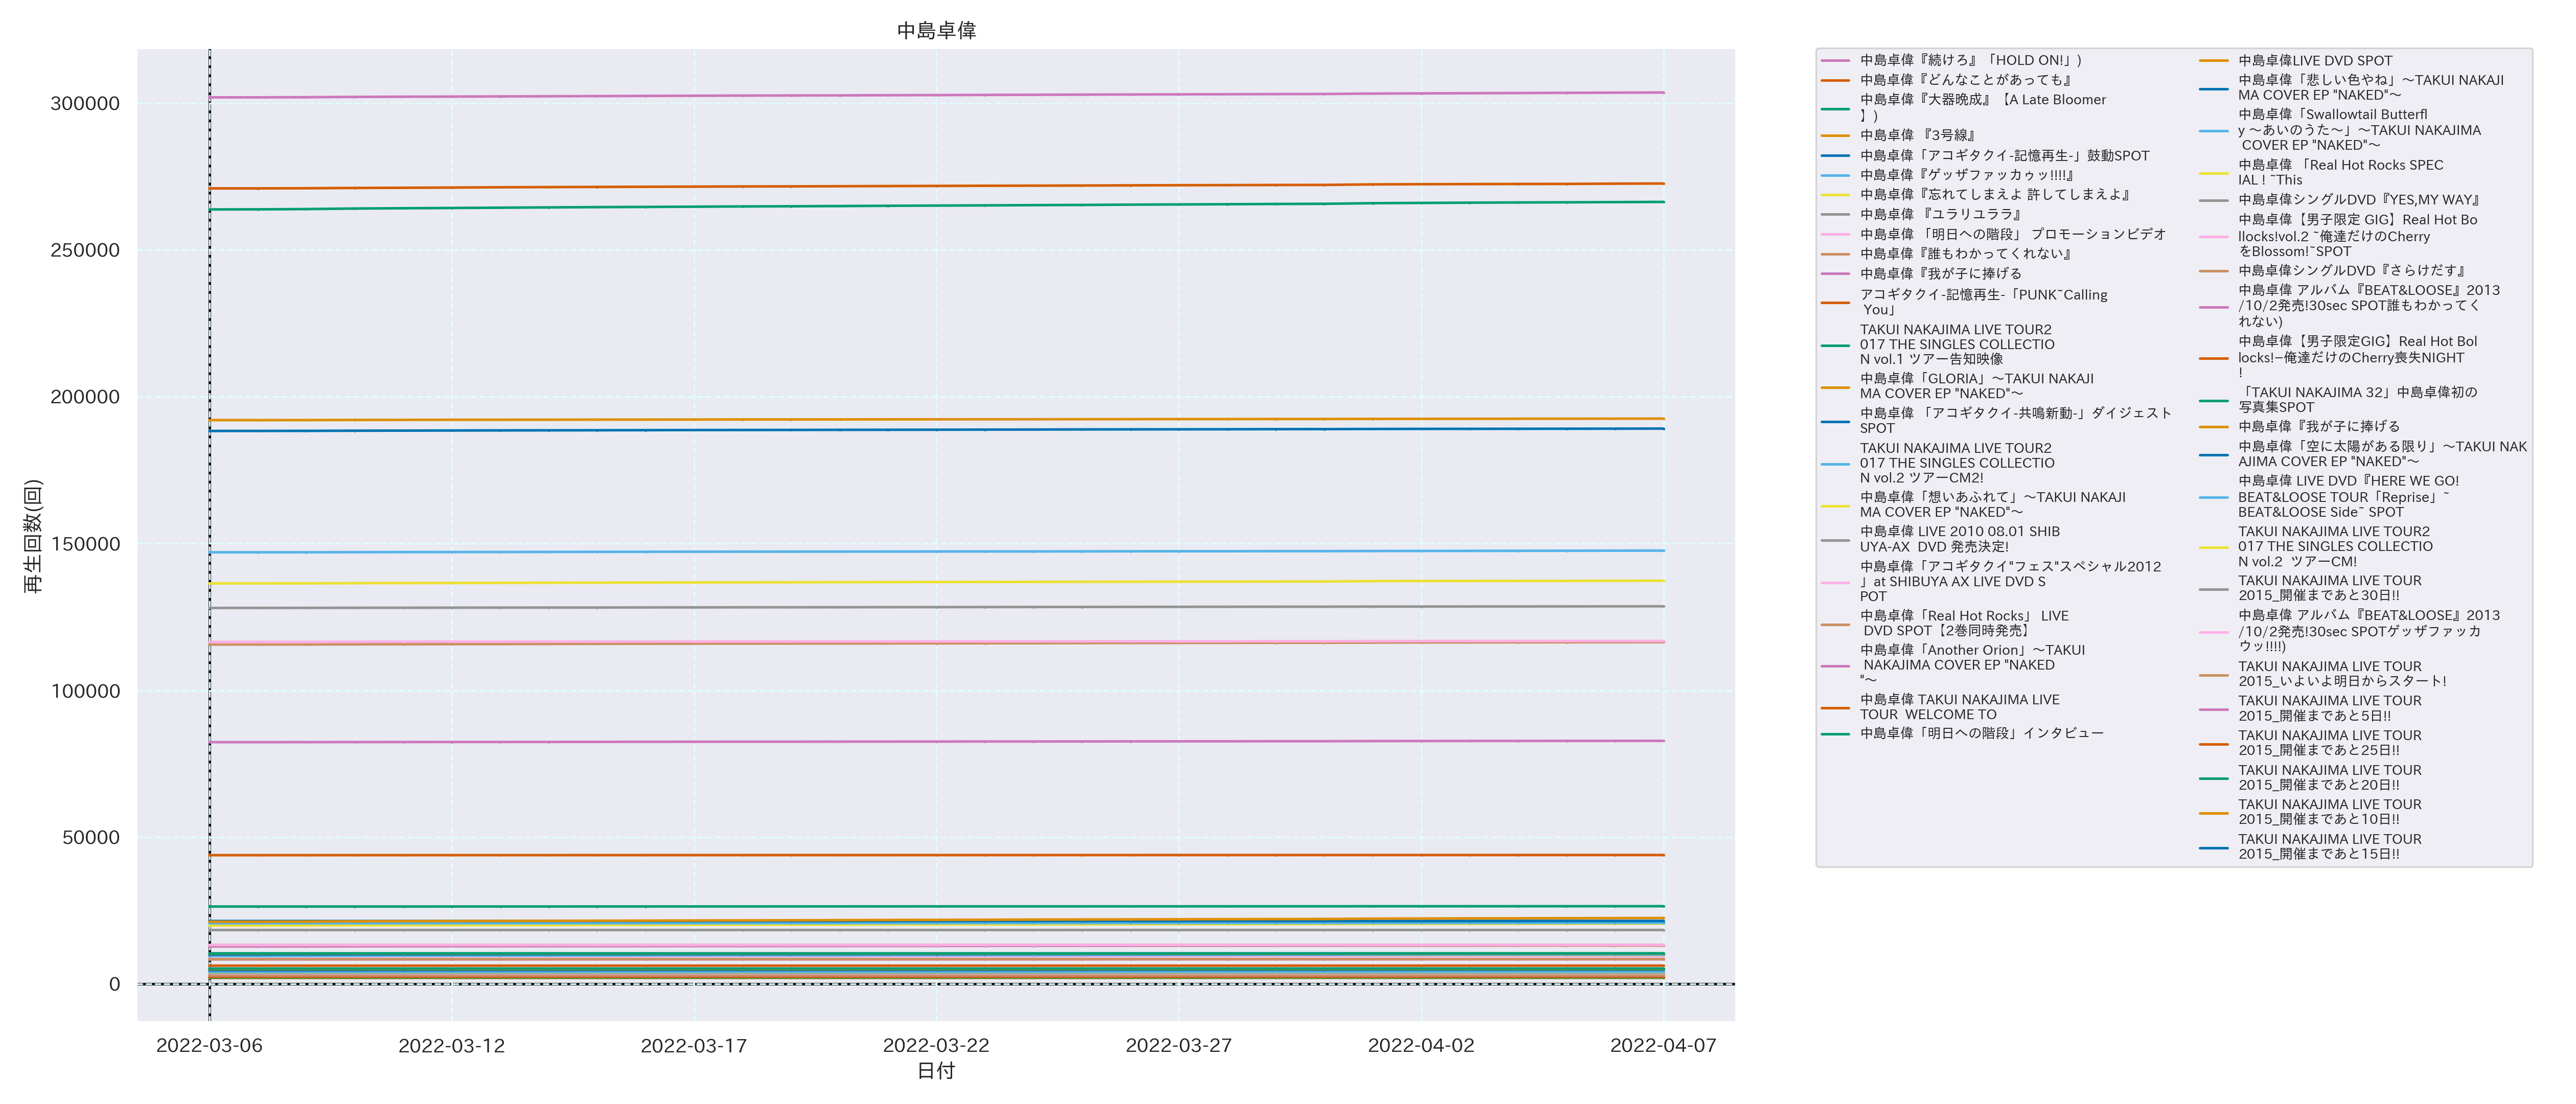 中島卓偉
300000
250000
200000
150000
100000
50000
0
再生回数(回)
2022-03-06
2022-03-12
2022-03-17
2022-03-22
2022-03-27
2022-04-02
2022-04-07
日付
中島卓偉『続けろ』「HOLD ON!」)
中島卓偉『どんなことがあっても』
中島卓偉『大器晩成』【A Late Bloomer
】)
中島卓偉 『3号線』
中島卓偉「アコギタクイ-記憶再生-」鼓動SPOT
中島卓偉『ゲッザファッカゥッ!!!!』
中島卓偉『忘れてしまえよ 許してしまえよ』
中島卓偉 『ユラリユララ』
中島卓偉 「明日への階段」 プロモーションビデオ
中島卓偉『誰もわかってくれない』
中島卓偉『我が子に捧げる
アコギタクイ-記憶再生-「PUNK~Calling
You」
TAKUI NAKAJIMA LIVE TOUR2
017 THE SINGLES COLLECTIO
N vol.1 ツアー告知映像
中島卓偉「GLORIA」～TAKUI NAKAJI
MA COVER EP "NAKED"～
中島卓偉 「アコギタクイ-共鳴新動-」ダイジェスト
SPOT
TAKUI NAKAJIMA LIVE TOUR2
017 THE SINGLES COLLECTIO
N vol.2 ツアーCM2!
中島卓偉「想いあふれて」～TAKUI NAKAJI
MA COVER EP "NAKED"～
中島卓偉 LIVE 2010 08.01 SHIB
UYA-AX  DVD 発売決定!
中島卓偉「アコギタクイ"フェス"スペシャル2012
」at SHIBUYA AX LIVE DVD S
POT
中島卓偉「Real Hot Rocks」 LIVE
DVD SPOT【2巻同時発売】
中島卓偉「Another Orion」～TAKUI
NAKAJIMA COVER EP "NAKED
"～
中島卓偉 TAKUI NAKAJIMA LIVE
TOUR  WELCOME TO
中島卓偉「明日への階段」インタビュー
中島卓偉LIVE DVD SPOT
中島卓偉「悲しい色やね」～TAKUI NAKAJI
MA COVER EP "NAKED"～
中島卓偉「Swallowtail Butterfl
y ～あいのうた～」～TAKUI NAKAJIMA
COVER EP "NAKED"～
中島卓偉 「Real Hot Rocks SPEC
IAL ! ~This
中島卓偉シングルDVD『YES,MY WAY』
中島卓偉【男子限定 GIG】Real Hot Bo
llocks!vol.2 ~俺達だけのCherry
をBlossom!~SPOT
中島卓偉シングルDVD『さらけだす』
中島卓偉 アルバム『BEAT&LOOSE』2013
/10/2発売!30sec SPOT誰もわかってく
れない)
中島卓偉【男子限定GIG】Real Hot Bol
locks!−俺達だけのCherry喪失NIGHT
!
「TAKUI NAKAJIMA 32」中島卓偉初の
写真集SPOT
中島卓偉『我が子に捧げる
中島卓偉「空に太陽がある限り」～TAKUI NAK
AJIMA COVER EP "NAKED"～
中島卓偉 LIVE DVD『HERE WE GO!
BEAT&LOOSE TOUR「Reprise」~
BEAT&LOOSE Side~ SPOT
TAKUI NAKAJIMA LIVE TOUR2
017 THE SINGLES COLLECTIO
N vol.2  ツアーCM!
TAKUI NAKAJIMA LIVE TOUR
2015_開催まであと30日!!
中島卓偉 アルバム『BEAT&LOOSE』2013
/10/2発売!30sec SPOTゲッザファッカ
ウッ!!!!)
TAKUI NAKAJIMA LIVE TOUR
2015_いよいよ明日からスタート!
TAKUI NAKAJIMA LIVE TOUR
2015_開催まであと5日!!
TAKUI NAKAJIMA LIVE TOUR
2015_開催まであと25日!!
TAKUI NAKAJIMA LIVE TOUR
2015_開催まであと20日!!
TAKUI NAKAJIMA LIVE TOUR
2015_開催まであと10日!!
TAKUI NAKAJIMA LIVE TOUR
2015_開催まであと15日!!